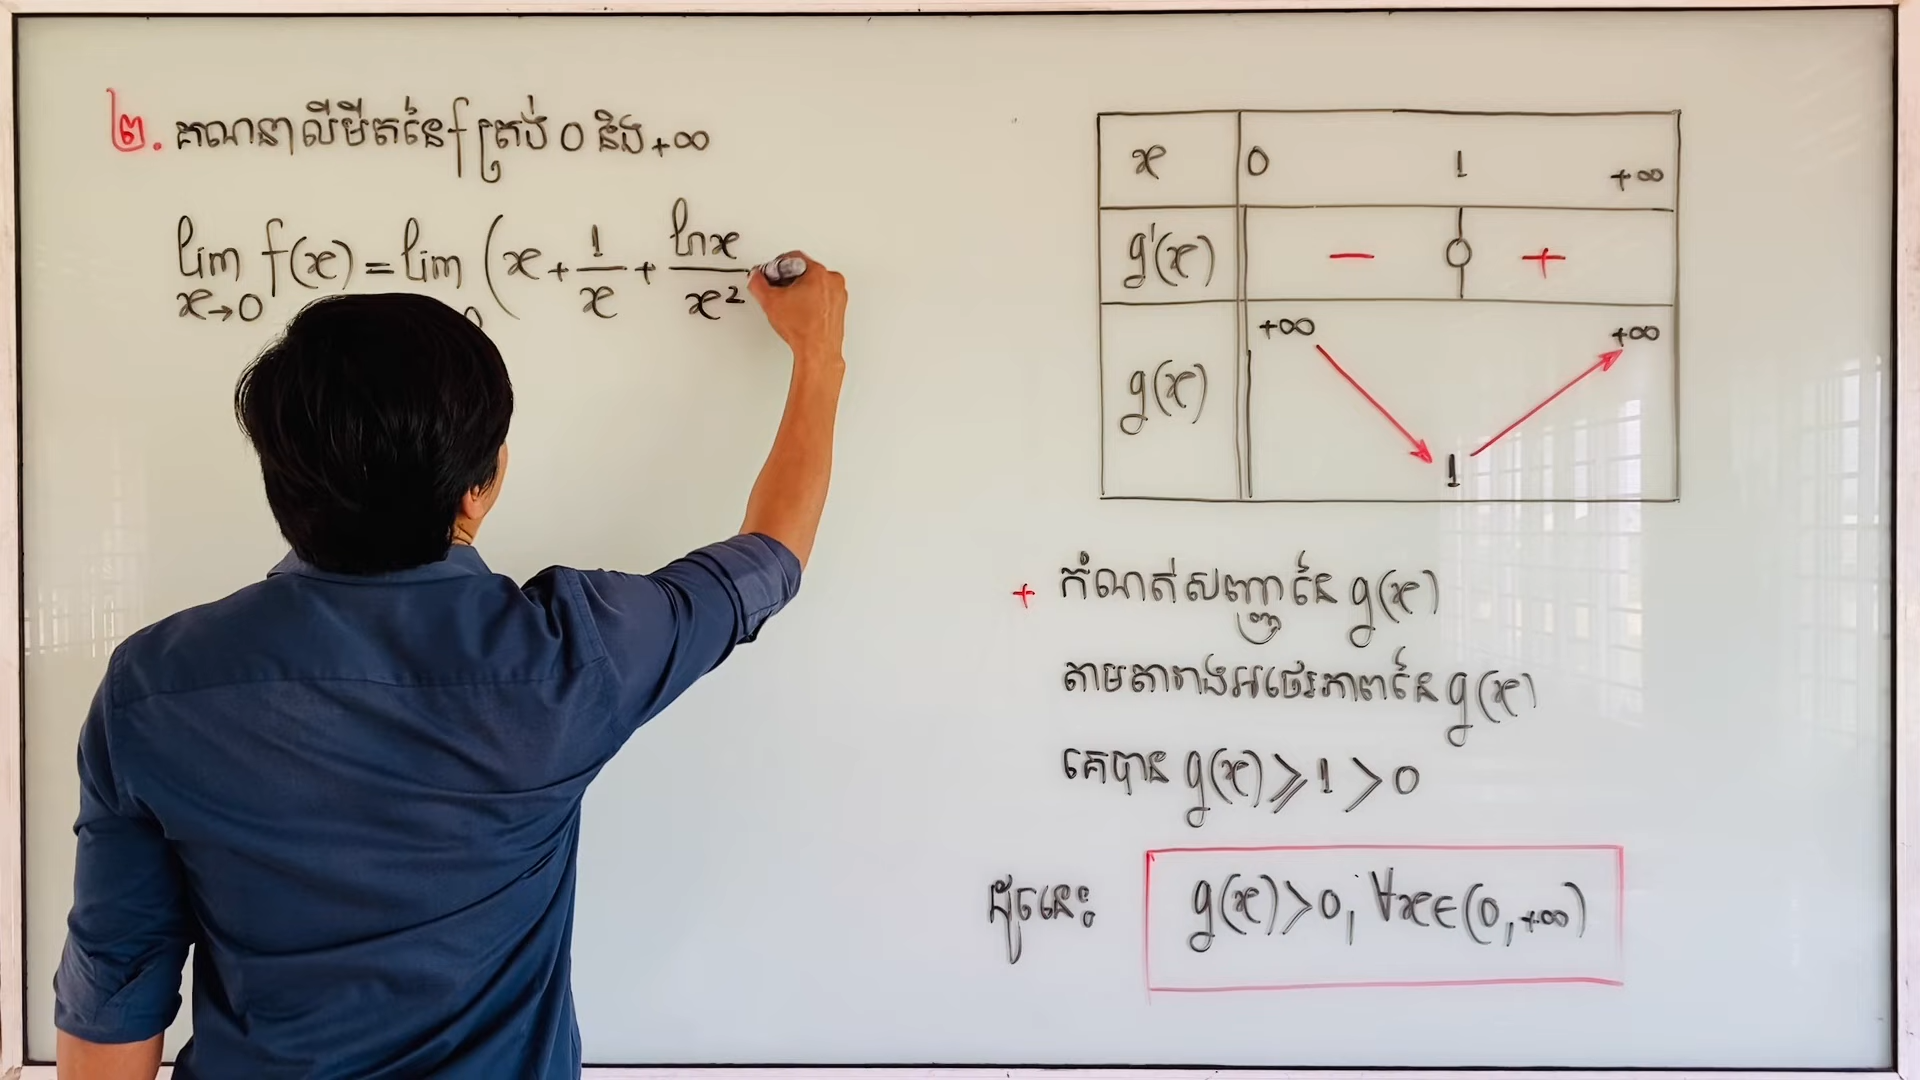 ២. គណនាលីមីតនៃ f ត្រង់ 0 និង +∞
lim f(x) = lim (x + 1/x + lnx/x²
x→0 0
x 0 1 +∞
g'(x) − 0 +
g(x) +∞ 1 +∞
+ កំណត់សញ្ញានៃ g(x)
តាមតារាងអថេរភាពនៃ g(x)
គេបាន g(x) ⩾ 1 > 0
ដូចនេះ g(x) > 0, ∀x∈(0, +∞)